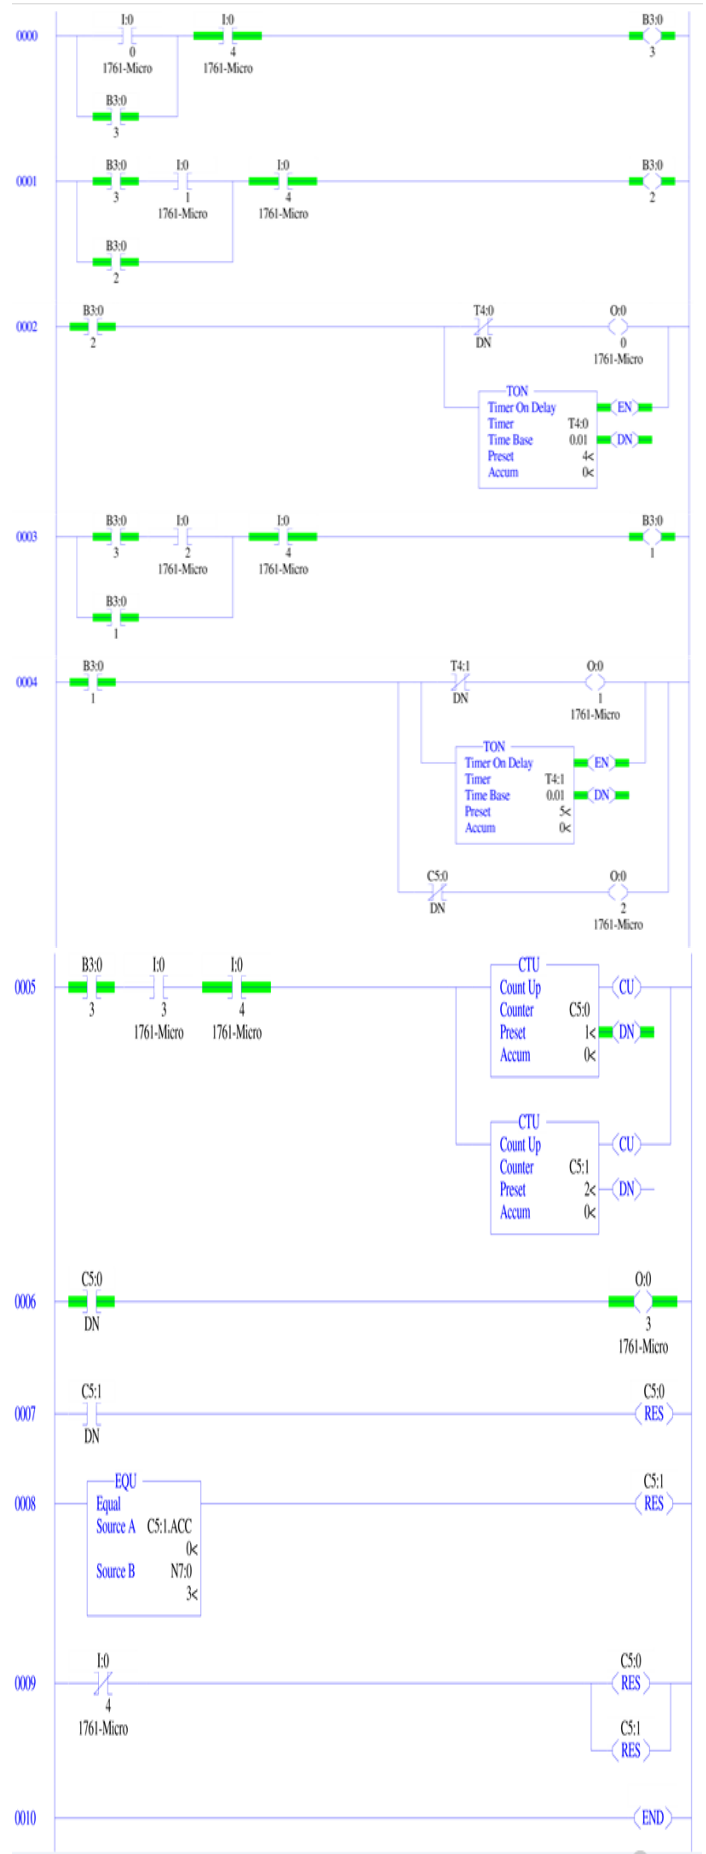 I:0 I:0 B3:0
0000
0 4 3
1761-Micro 1761-Micro
B3:0
3
B3:0 I:0 I:0 B3:0
0001
3 1 4 2
1761-Micro 1761-Micro
B3:0
2
B3:0 T4:0 O:0
0002
2 DN 0
1761-Micro
TON
Timer On Delay EN
Timer T4:0
Time Base 0.01 DN
Preset 4<
Accum 0<
B3:0 I:0 I:0 B3:0
0003
3 2 4 1
1761-Micro 1761-Micro
B3:0
1
B3:0 T4:1 O:0
0004
1 DN 1
1761-Micro
TON
Timer On Delay EN
Timer T4:1
Time Base 0.01 DN
Preset 5<
Accum 0<
C5:0 O:0
DN 2
1761-Micro
B3:0 I:0 I:0 CTU
0005 Count Up CU
3 3 4 Counter C5:0
1761-Micro 1761-Micro Preset 1< DN
Accum 0<
CTU
Count Up CU
Counter C5:1
Preset 2< DN
Accum 0<
C5:0 O:0
0006
DN 3
1761-Micro
C5:1 C5:0
0007 RES
DN
EQU C5:1
0008 Equal RES
Source A C5:1.ACC
0<
Source B N7:0
3<
I:0 C5:0
0009 RES
4
1761-Micro C5:1
RES
0010 END